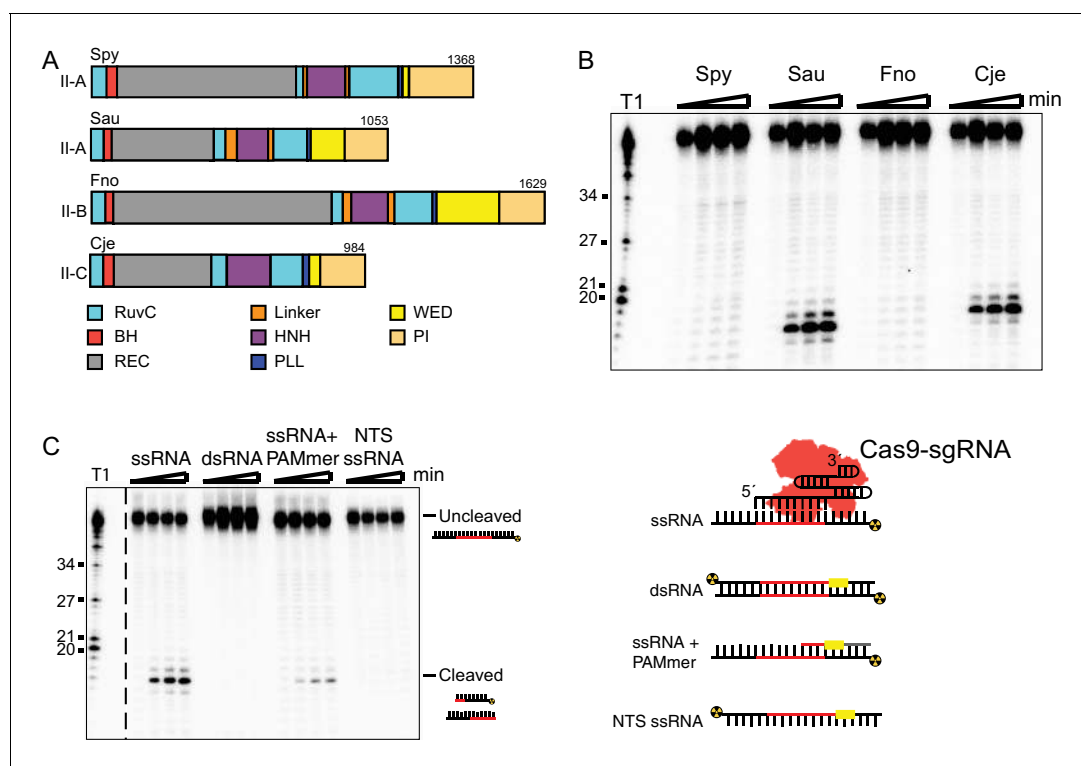 A
Spy
1368
II-A
Sau
1053
II-A
Fno
1629
II-B
Cje
984
II-C
RuvC
Linker
WED
BH
HNH
PI
REC
PLL
B
Spy Sau Fno Cje
T1
min
34
27
21
20
C
ssRNA dsRNA ssRNA+ PAMmer NTS ssRNA
T1
min
Uncleaved
34
27
21
20
Cleaved
Cas9-sgRNA
3´
5´
ssRNA
dsRNA
ssRNA +
PAMmer
NTS ssRNA